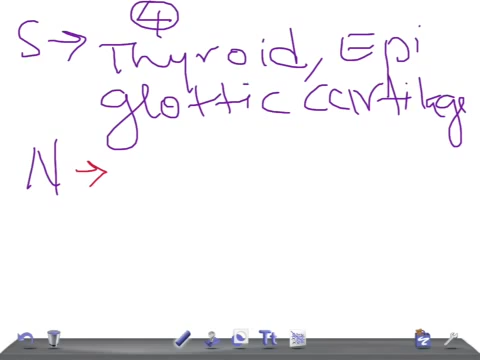 4
S → Thyroid, Epi
glottic cartilage
N →